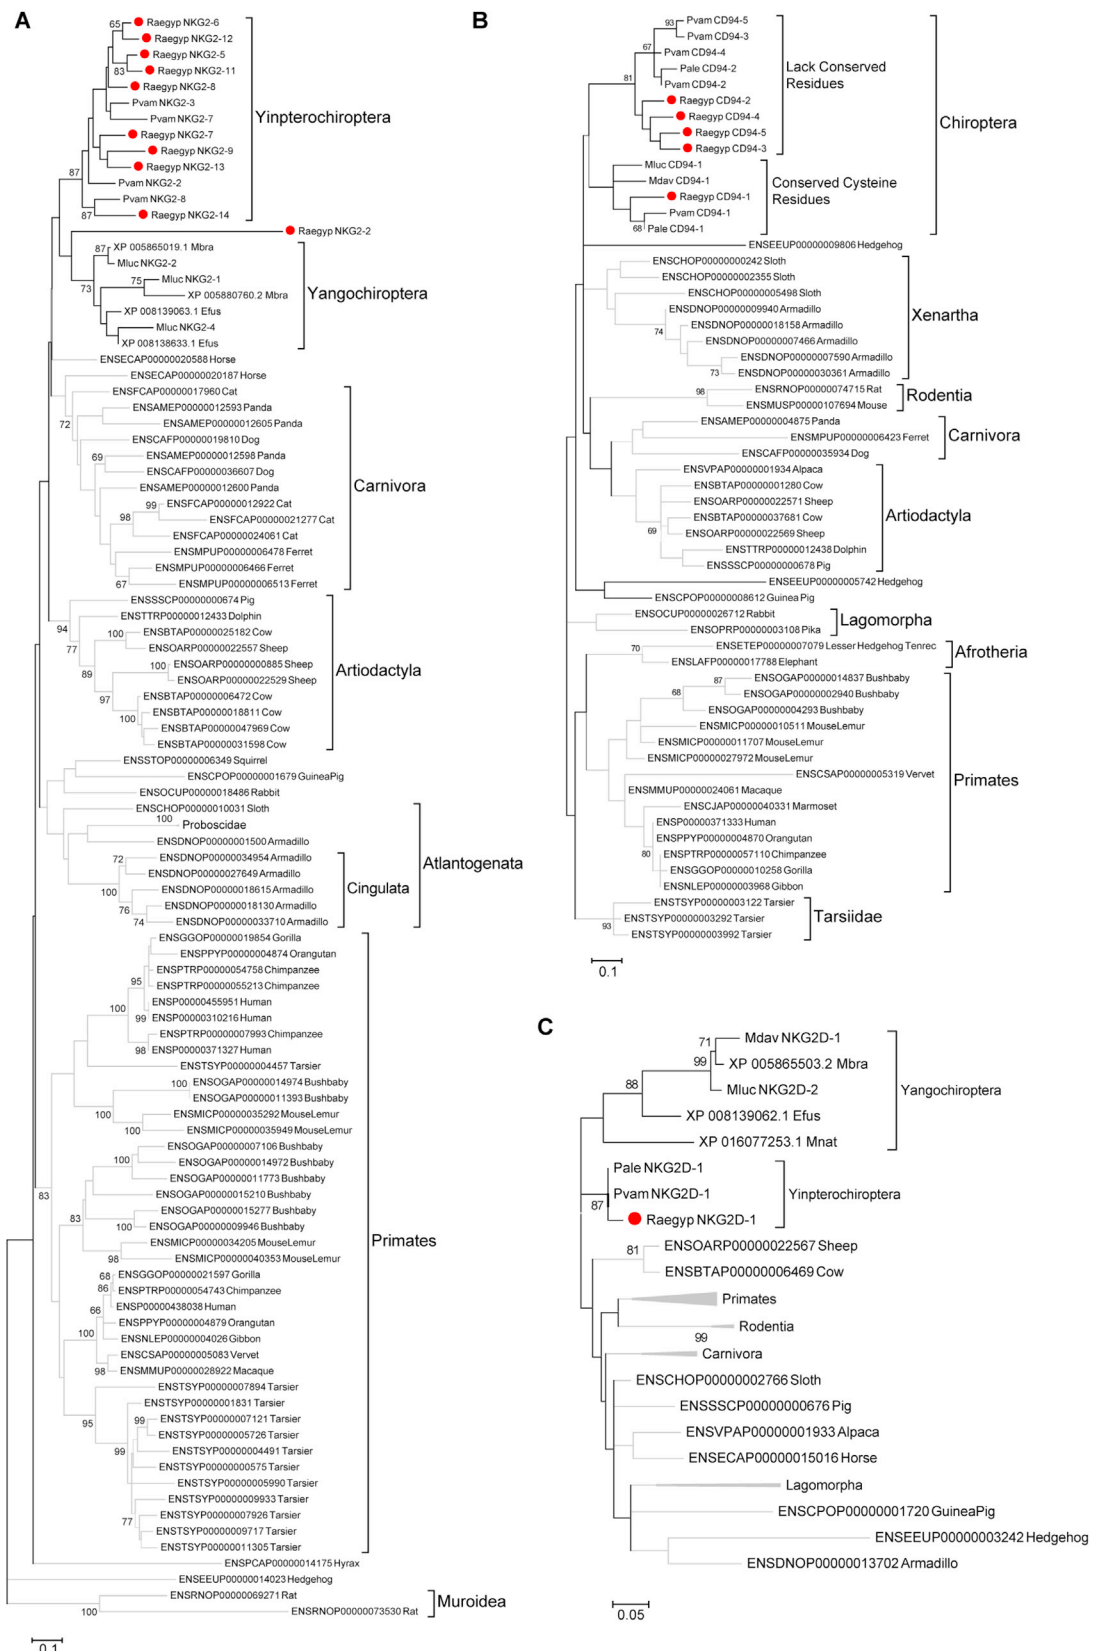 A
65
Raegyp NKG2-6
Raegyp NKG2-12
Raegyp NKG2-5
83
Raegyp NKG2-11
Raegyp NKG2-8
Pvam NKG2-3
Pvam NKG2-7
Raegyp NKG2-7
Raegyp NKG2-9
Raegyp NKG2-13
87
Pvam NKG2-2
Pvam NKG2-8
87
Raegyp NKG2-14
Yinpterochiroptera
Raegyp NKG2-2
87
XP 005865019.1 Mbra
Mluc NKG2-2
73
75
Mluc NKG2-1
XP 005880760.2 Mbra
XP 008139063.1 Efus
Mluc NKG2-4
XP 008138633.1 Efus
Yangochiroptera
ENSECAP00000020588 Horse
ENSECAP00000020187 Horse
ENSFCAP00000017960 Cat
ENSAMEP00000012593 Panda
72
ENSAMEP00000012605 Panda
ENSCAFP00000019810 Dog
69
ENSAMEP00000012598 Panda
ENSCAFP00000036607 Dog
ENSAMEP00000012600 Panda
99
ENSFCAP00000012922 Cat
98
ENSFCAP00000021277 Cat
ENSFCAP00000024061 Cat
ENSMPUP00000006478 Ferret
ENSMPUP00000006466 Ferret
67
ENSMPUP00000006513 Ferret
Carnivora
ENSSSCP00000000674 Pig
94
ENSTTRP00000012433 Dolphin
77
100
ENSBTAP00000025182 Cow
ENSOARP00000022557 Sheep
89
100
ENSOARP00000000885 Sheep
ENSOARP00000022529 Sheep
97
ENSBTAP00000006472 Cow
100
ENSBTAP00000018811 Cow
ENSBTAP00000047969 Cow
ENSBTAP00000031598 Cow
Artiodactyla
ENSSTOP00000006349 Squirrel
ENSCPOP00000001679 GuineaPig
ENSOCUP00000018486 Rabbit
ENSCHOP00000010031 Sloth
100
Proboscidae
ENSDNOP00000001500 Armadillo
72
ENSDNOP00000034954 Armadillo
100
ENSDNOP00000027649 Armadillo
ENSDNOP00000018615 Armadillo
76
ENSDNOP00000018130 Armadillo
74
ENSDNOP00000033710 Armadillo
Cingulata
Atlantogenata
ENSGGOP00000019854 Gorilla
ENSPPYP00000004874 Orangutan
ENSPTRP00000054758 Chimpanzee
95
ENSPTRP00000055213 Chimpanzee
100
ENSP00000455951 Human
99
ENSP00000310216 Human
ENSPTRP00000007993 Chimpanzee
98
ENSP00000371327 Human
ENSTSYP00000004457 Tarsier
100
ENSOGAP00000014974 Bushbaby
ENSOGAP00000011393 Bushbaby
100
ENSMICP00000035292 MouseLemur
100
ENSMICP00000035949 MouseLemur
ENSOGAP00000007106 Bushbaby
100
ENSOGAP00000014972 Bushbaby
ENSOGAP00000011773 Bushbaby
83
ENSOGAP00000015210 Bushbaby
83
ENSOGAP00000015277 Bushbaby
100
ENSOGAP00000009946 Bushbaby
ENSMICP00000034205 MouseLemur
98
ENSMICP00000040353 MouseLemur
68
ENSGGOP00000021597 Gorilla
86
ENSPTRP00000054743 Chimpanzee
66
ENSP00000438038 Human
ENSPPYP00000004879 Orangutan
100
ENSNLEP00000004026 Gibbon
ENSCSAP00000005083 Vervet
98
ENSMMUP00000028922 Macaque
ENSTSYP00000007894 Tarsier
95
ENSTSYP00000001831 Tarsier
99
ENSTSYP00000007121 Tarsier
ENSTSYP00000005726 Tarsier
99
ENSTSYP00000004491 Tarsier
ENSTSYP00000000575 Tarsier
ENSTSYP00000005990 Tarsier
ENSTSYP00000009933 Tarsier
77
ENSTSYP00000007926 Tarsier
ENSTSYP00000009717 Tarsier
ENSTSYP00000011305 Tarsier
Primates
ENSPCAP00000014175 Hyrax
ENSEEUP00000014023 Hedgehog
ENSRNOP00000069271 Rat
100
ENSRNOP00000073530 Rat
Muroidea
0.1
B
93
Pvam CD94-5
Pvam CD94-3
67
Pvam CD94-4
Pale CD94-2
81
Pvam CD94-2
Raegyp CD94-2
Raegyp CD94-4
Raegyp CD94-5
Raegyp CD94-3
Lack Conserved
Residues
Mluc CD94-1
Mdav CD94-1
Raegyp CD94-1
Pvam CD94-1
68
Pale CD94-1
Conserved Cysteine
Residues
Chiroptera
ENSEEUP00000009806 Hedgehog
ENSCHOP00000000242 Sloth
ENSCHOP00000002355 Sloth
ENSCHOP00000005498 Sloth
ENSDNOP00000009940 Armadillo
74
ENSDNOP00000018158 Armadillo
ENSDNOP00000007466 Armadillo
ENSDNOP00000007590 Armadillo
73
ENSDNOP00000030361 Armadillo
Xenartha
98
ENSRNOP00000074715 Rat
ENSMUSP00000107694 Mouse
Rodentia
ENSAMEP00000004875 Panda
ENSMPUP00000006423 Ferret
ENSCAFP00000035934 Dog
Carnivora
ENSVPAP00000001934 Alpaca
ENSBTAP00000001280 Cow
ENSOARP00000022571 Sheep
ENSBTAP00000037681 Cow
69
ENSOARP00000022569 Sheep
ENSTTRP00000012438 Dolphin
ENSSSCP00000000678 Pig
Artiodactyla
ENSEEUP00000005742 Hedgehog
ENSCPOP00000008612 Guinea Pig
ENSOCUP00000026712 Rabbit
ENSOPRP00000003108 Pika
Lagomorpha
70
ENSETEP00000007079 Lesser Hedgehog Tenrec
ENSLAFP00000017788 Elephant
Afrotheria
87
ENSOGAP00000014837 Bushbaby
68
ENSOGAP00000002940 Bushbaby
ENSOGAP00000004293 Bushbaby
ENSMICP00000010511 MouseLemur
ENSMICP00000011707 MouseLemur
ENSMICP00000027972 MouseLemur
ENSCSAP00000005319 Vervet
ENSMMUP00000024061 Macaque
ENSCJAP00000040331 Marmoset
ENSP00000371333 Human
ENSPPYP00000004870 Orangutan
80
ENSPTRP00000057110 Chimpanzee
ENSGGOP00000010258 Gorilla
ENSNLEP00000003968 Gibbon
Primates
ENSTSYP00000003122 Tarsier
ENSTSYP00000003292 Tarsier
93
ENSTSYP00000003992 Tarsier
Tarsiidae
0.1
C
71
Mdav NKG2D-1
99
XP 005865503.2 Mbra
88
Mluc NKG2D-2
XP 008139062.1 Efus
XP 016077253.1 Mnat
Yangochiroptera
Pale NKG2D-1
Pvam NKG2D-1
87
Raegyp NKG2D-1
Yinpterochiroptera
81
ENSOARP00000022567 Sheep
ENSBTAP00000006469 Cow
Primates
Rodentia
99
Carnivora
ENSCHOP00000002766 Sloth
ENSSSCP00000000676 Pig
ENSVPAP00000001933 Alpaca
ENSECAP00000015016 Horse
Lagomorpha
ENSCPOP00000001720 GuineaPig
ENSEEUP00000003242 Hedgehog
ENSDNOP00000013702 Armadillo
0.05